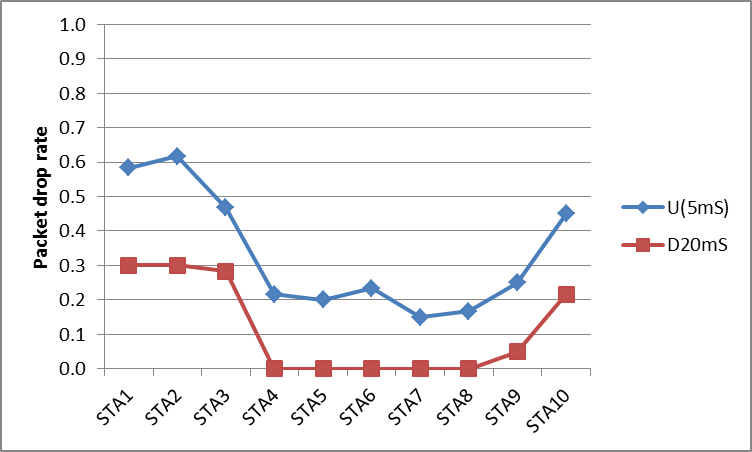 1.0
0.9
0.8
0.7
0.6
0.5
0.4
0.3
0.2
0.1
0.0
Packet drop rate
STA1
STA2
STA3
STA4
STA5
STA6
STA7
STA8
STA9
STA10
U(5mS)
D20mS